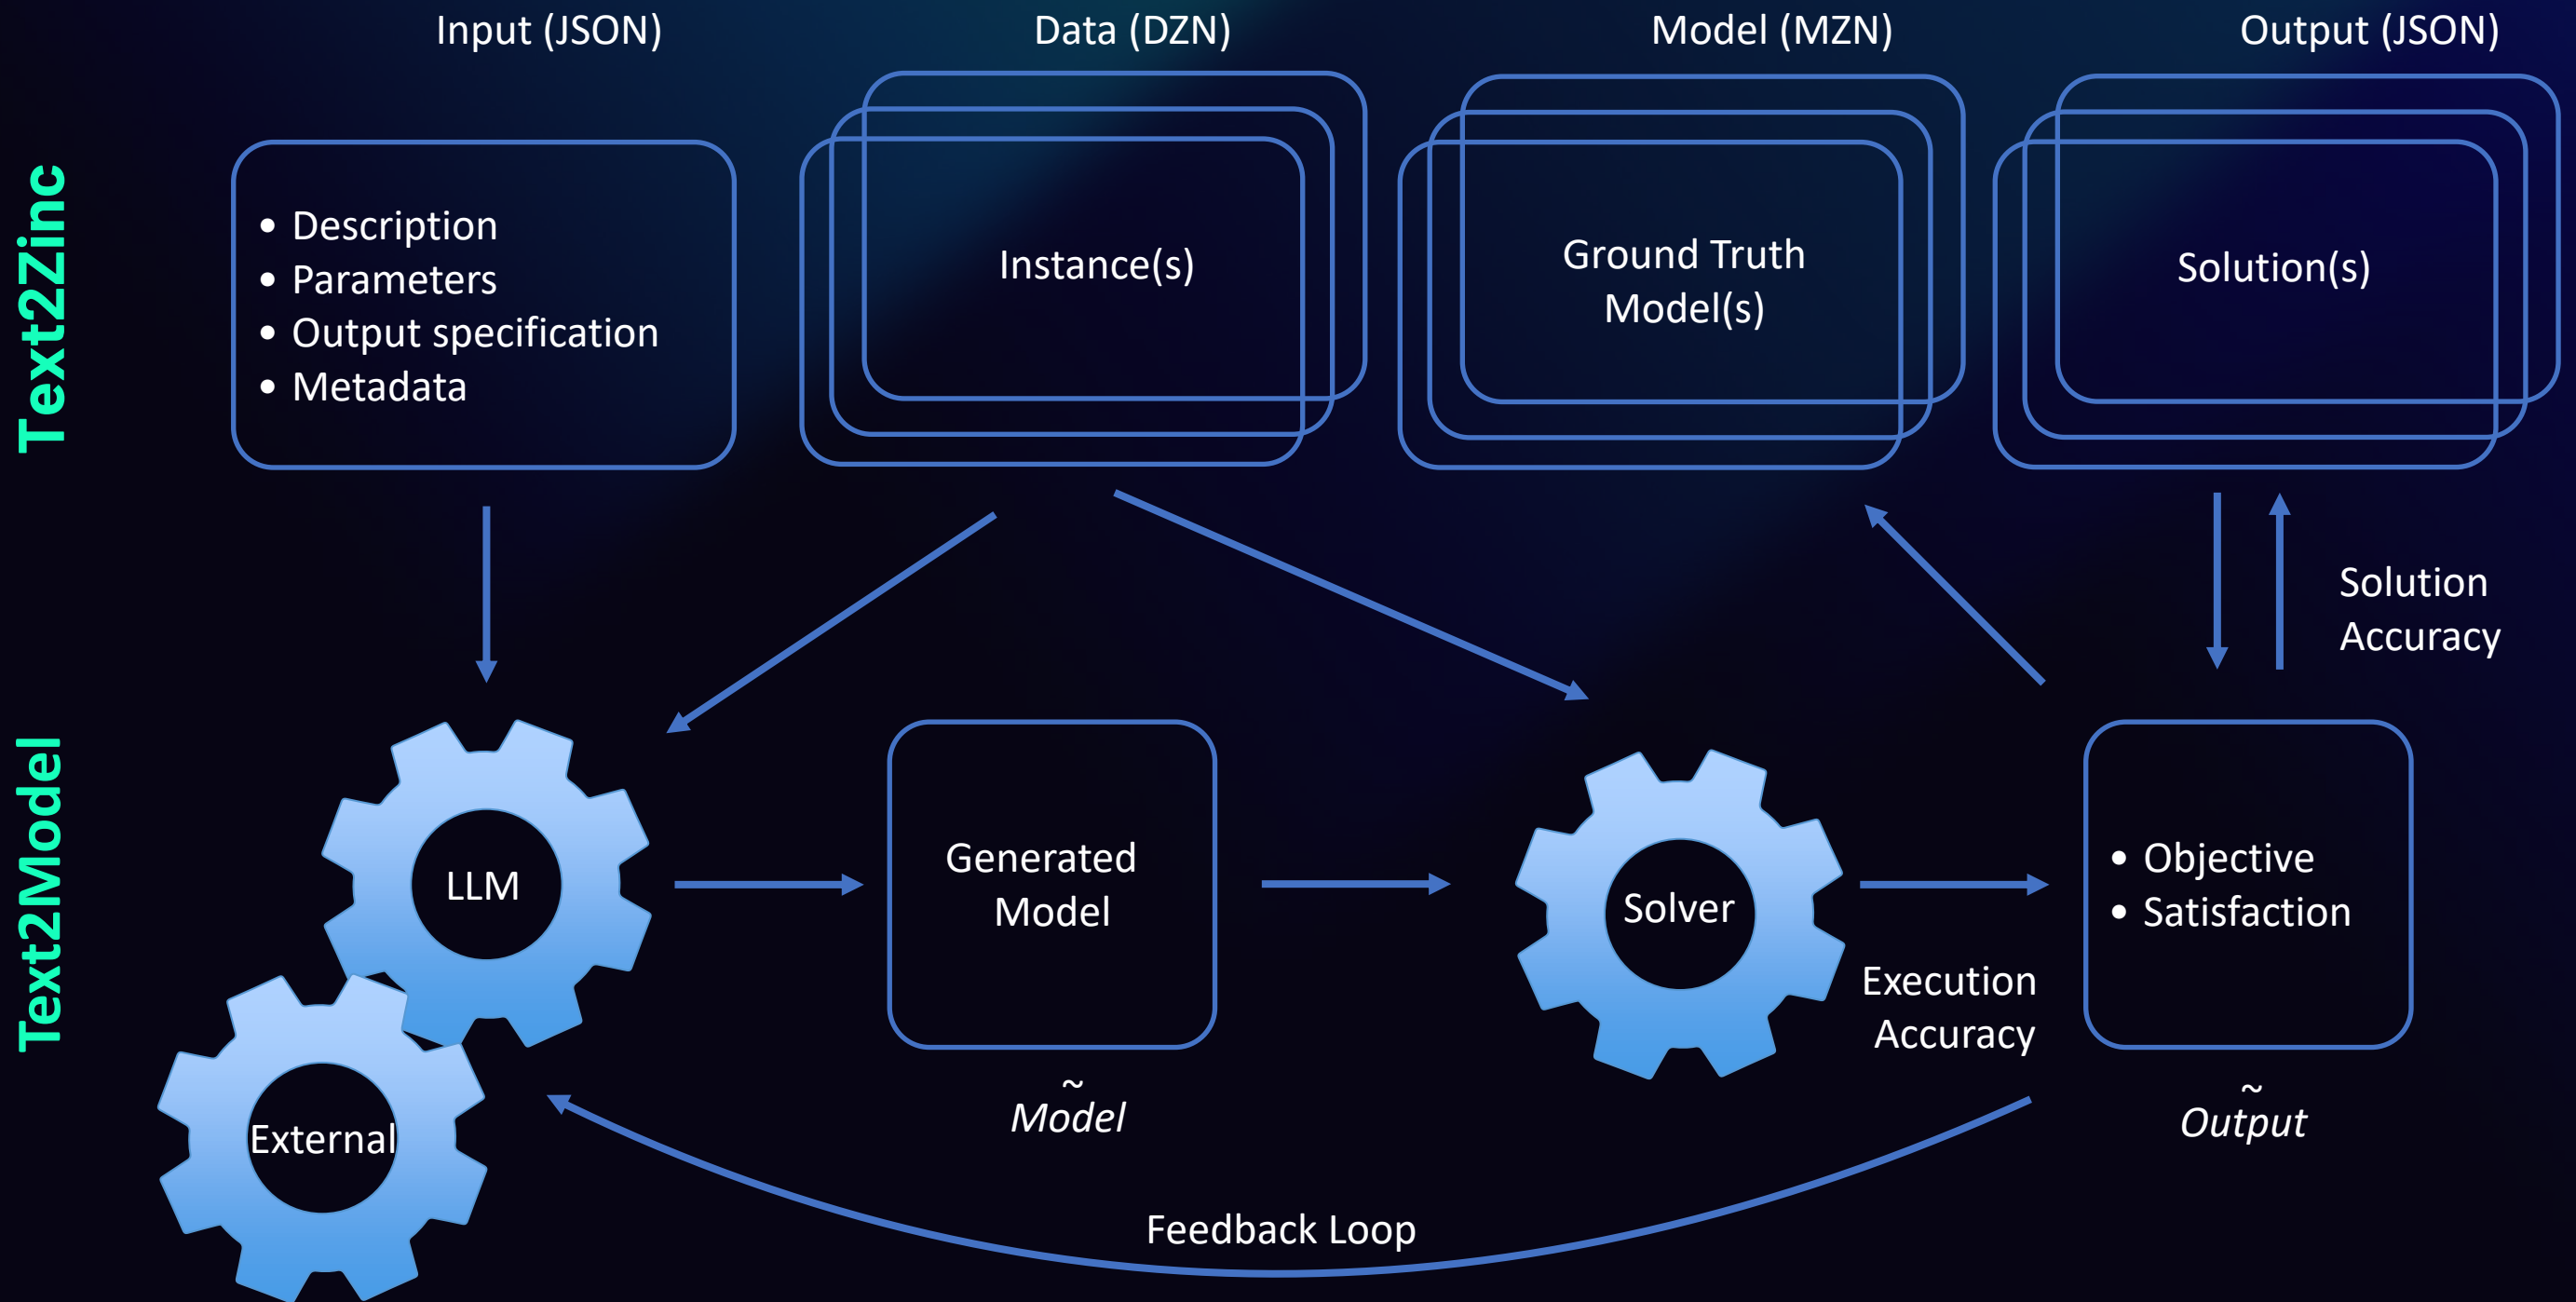 Input (JSON)
Data (DZN)
Model (MZN)
Output (JSON)
Text2Zinc
• Description
• Parameters
• Output specification
• Metadata
Instance(s)
Ground Truth
Model(s)
Solution(s)
Solution
Accuracy
Text2Model
LLM
External
Generated
Model
~
Model
Solver
Execution
Accuracy
• Objective
• Satisfaction
~
Output
Feedback Loop